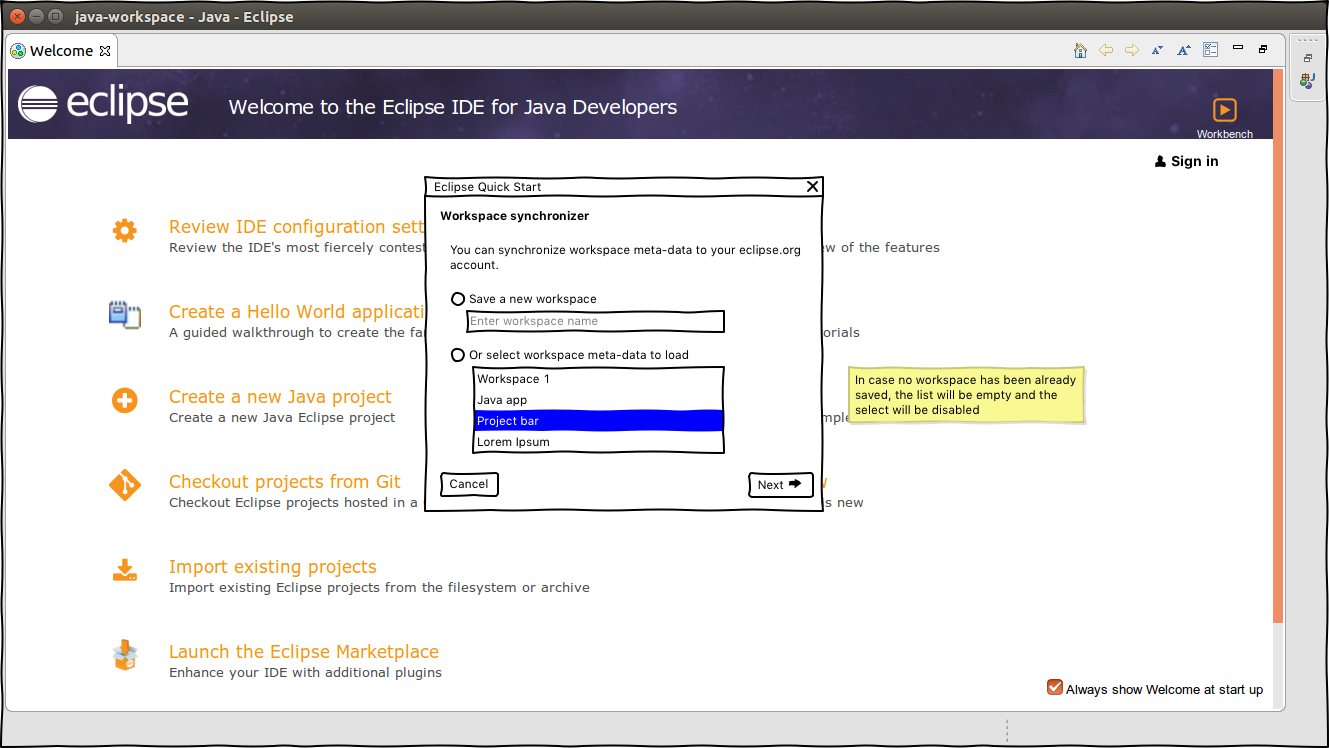 java-workspace - Java - Eclipse
Welcome
eclipse
Welcome to the Eclipse IDE for Java Developers
Workbench
Sign in
Review IDE configuration sett
Review the IDE's most fiercely contest
ew of the features
Create a Hello World applicati
A guided walkthrough to create the fa
orials
Create a new Java project
Create a new Java Eclipse project
Checkout projects from Git
Checkout Eclipse projects hosted in a
s new
Import existing projects
Import existing Eclipse projects from the filesystem or archive
Launch the Eclipse Marketplace
Enhance your IDE with additional plugins
Eclipse Quick Start
Workspace synchronizer
You can synchronize workspace meta-data to your eclipse.org
account.
Save a new workspace
Enter workspace name
Or select workspace meta-data to load
Workspace 1
Java app
Project bar
Lorem Ipsum
Cancel
Next
In case no workspace has been already
saved, the list will be empty and the
select will be disabled
Always show Welcome at start up